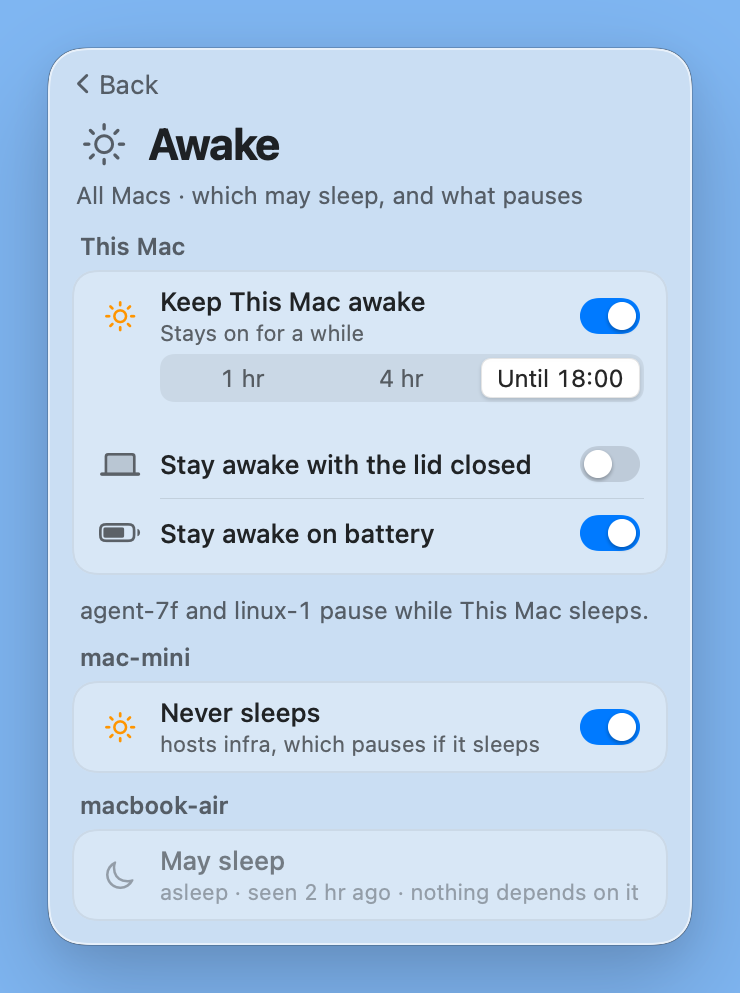 Back
Awake
All Macs · which may sleep, and what pauses
This Mac
Keep This Mac awake
Stays on for a while
1 hr 4 hr Until 18:00
Stay awake with the lid closed
Stay awake on battery
agent-7f and linux-1 pause while This Mac sleeps.
mac-mini
Never sleeps
hosts infra, which pauses if it sleeps
macbook-air
May sleep
asleep · seen 2 hr ago · nothing depends on it